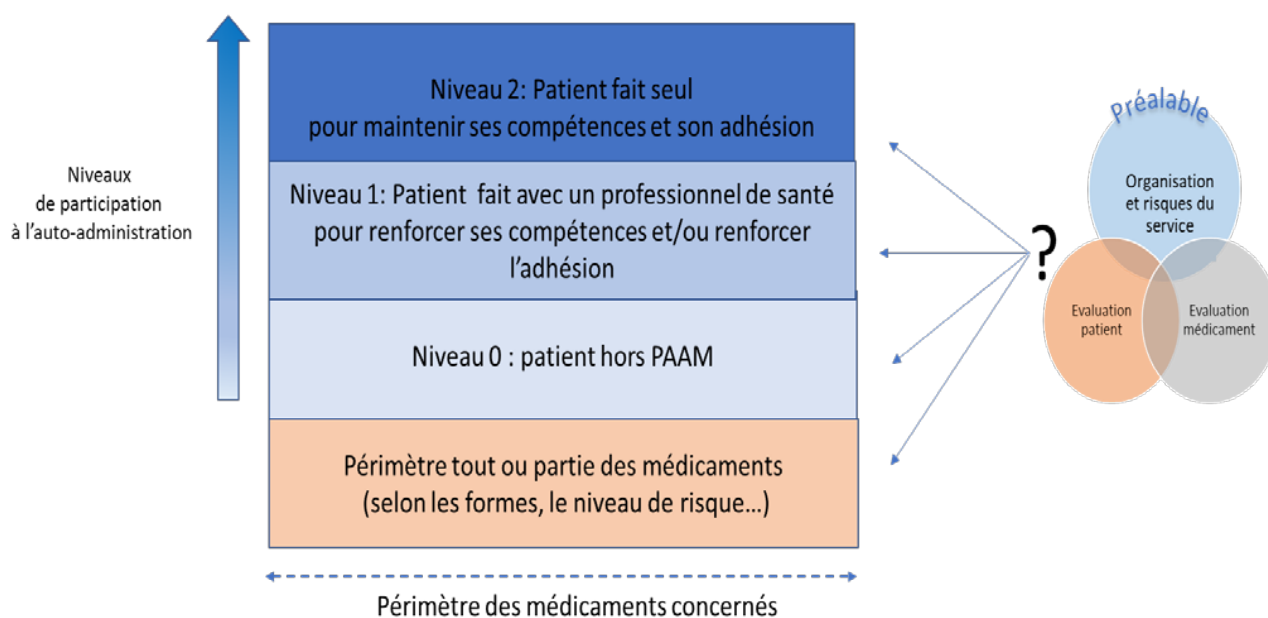 Niveau 2: Patient fait seul
pour maintenir ses compétences et son adhésion
Niveaux
de participation
à l'auto-administration
Niveau 1: Patient fait avec un professionnel de santé
pour renforcer ses compétences et/ou renforcer
l'adhésion
Niveau 0 : patient hors PAAM
Périmètre tout ou partie des médicaments
(selon les formes, le niveau de risque…)
Périmètre des médicaments concernés
?
Préalable
Organisation
et risques du
service
Evaluation
patient
Evaluation
médicament